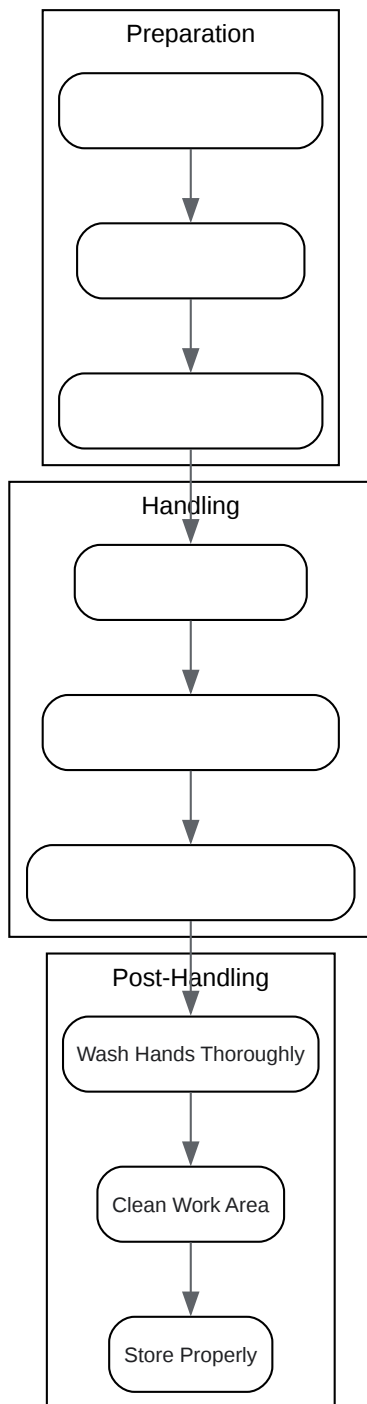 Preparation
Handling
Post-Handling
Wash Hands Thoroughly
Clean Work Area
Store Properly